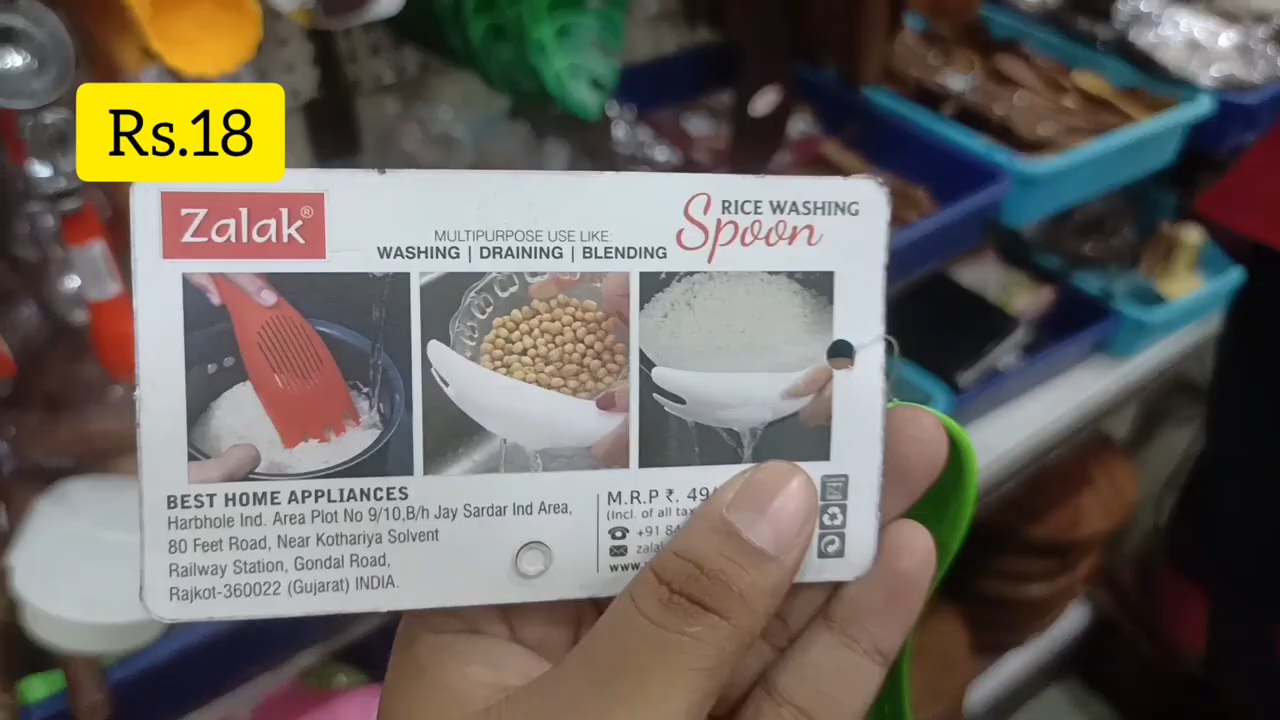 Rs.18
Zalak®
RICE WASHING
Spoon
MULTIPURPOSE USE LIKE:
WASHING | DRAINING | BLENDING
BEST HOME APPLIANCES
Harbhole Ind. Area Plot No 9/10,B/h Jay Sardar Ind Area,
80 Feet Road, Near Kothariya Solvent
Railway Station, Gondal Road,
Rajkot-360022 (Gujarat) INDIA.
M.R.P ₹. 49/
(Incl. of all
+91
www.